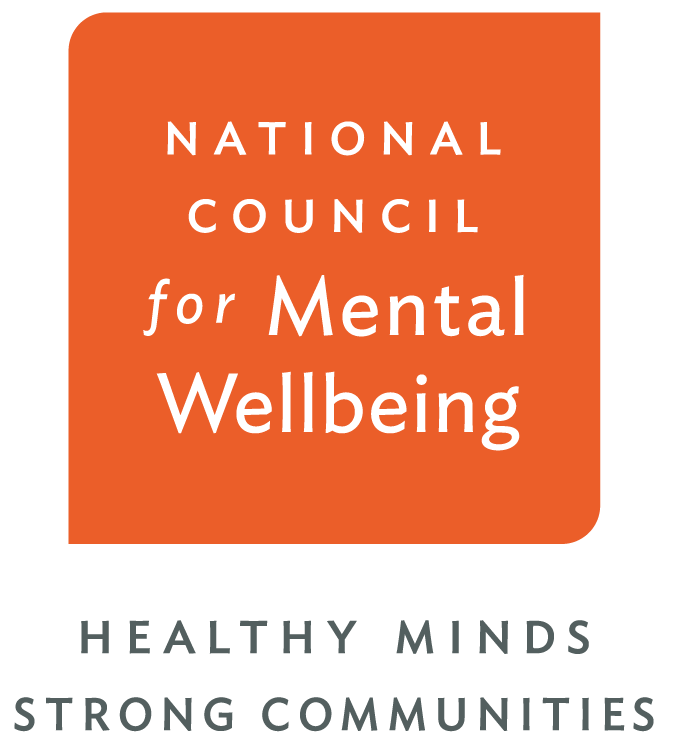 NATIONAL
COUNCIL
for Mental
Wellbeing
HEALTHY MINDS
STRONG COMMUNITIES